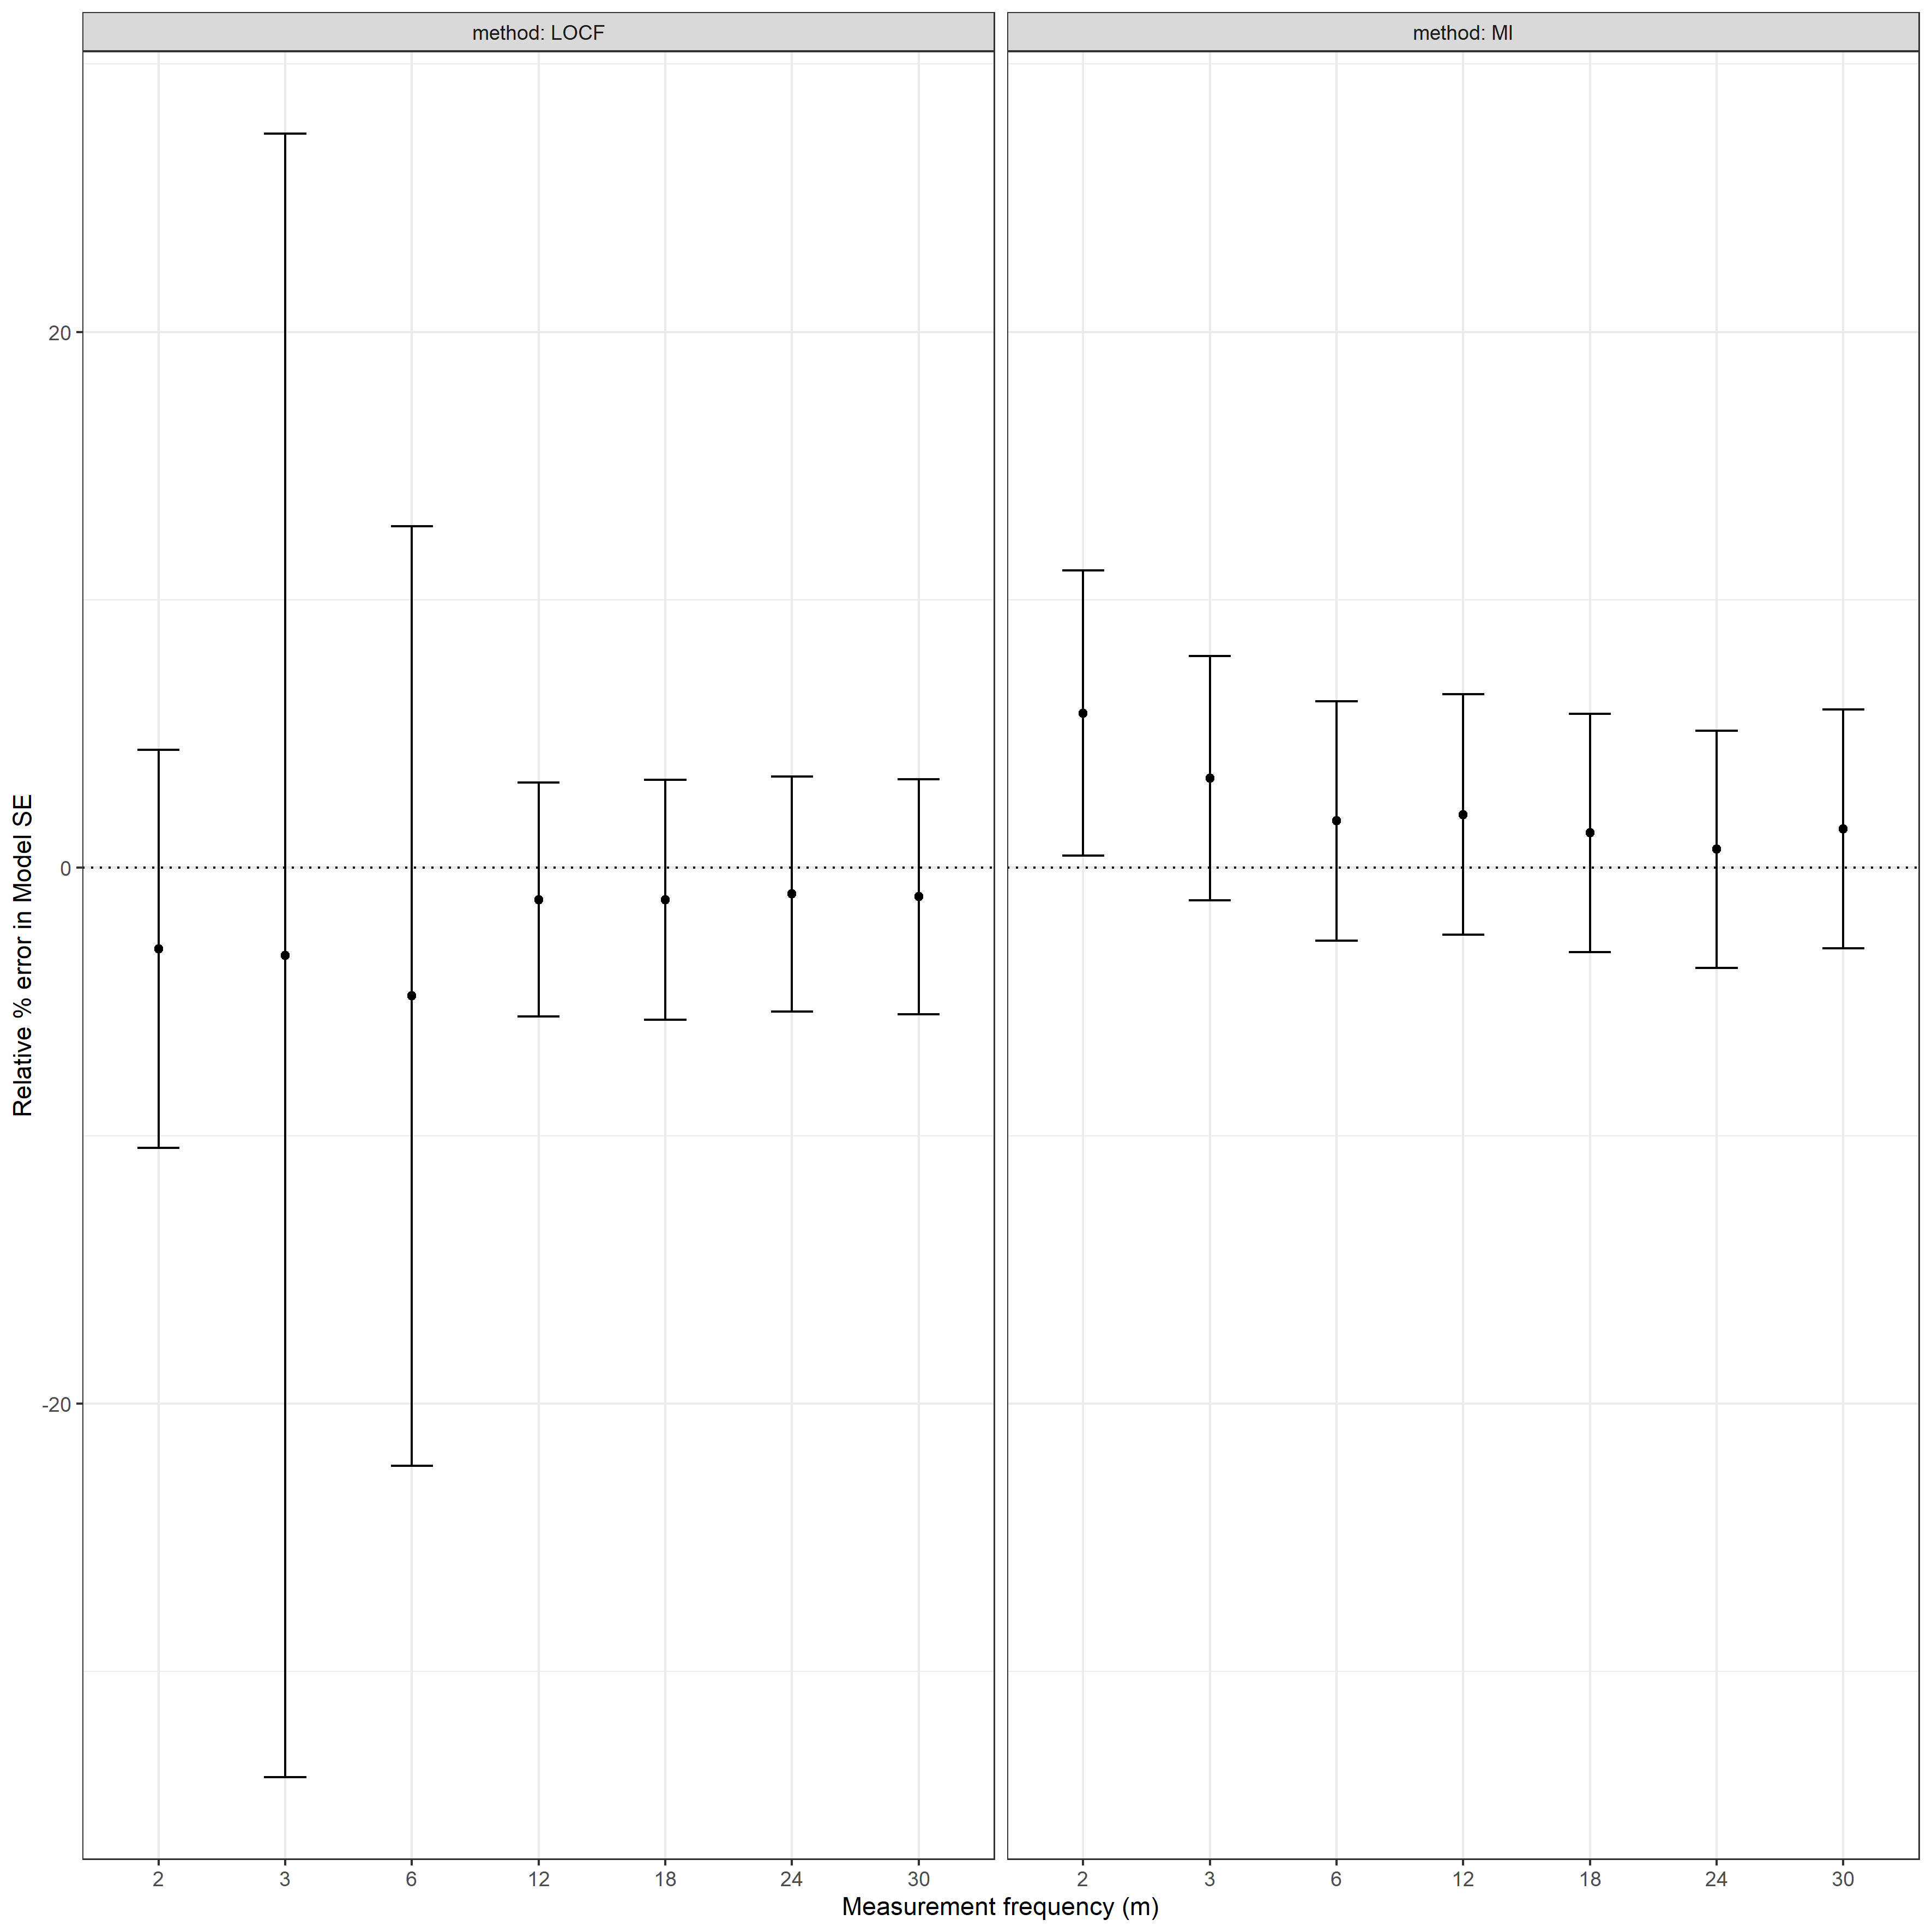 method: LOCF
method: MI
Relative % error in Model SE
20
0
-20
2 3 6 12 18 24 30
2 3 6 12 18 24 30
Measurement frequency (m)